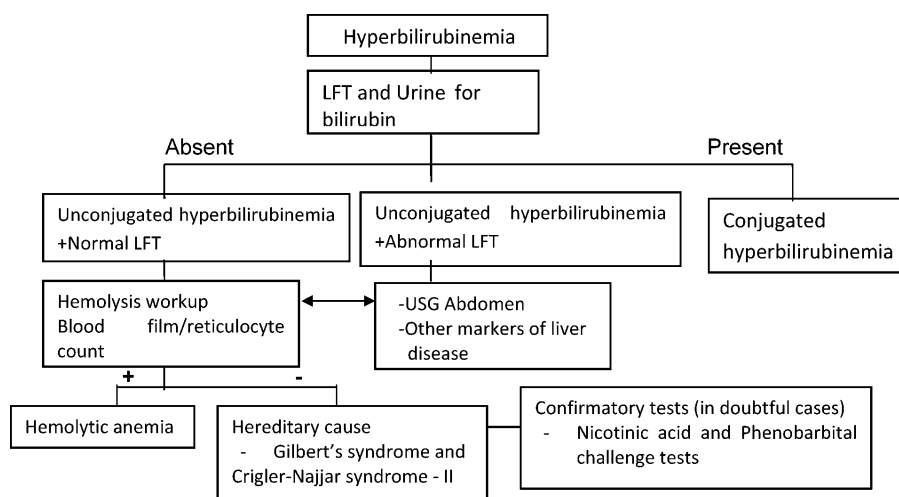 Hyperbilirubinemia
LFT and Urine for
bilirubin
Absent
Present
Unconjugated hyperbilirubinemia
+Normal LFT
Unconjugated hyperbilirubinemia
+Abnormal LFT
Conjugated
hyperbilirubinemia
Hemolysis workup
Blood film/reticulocyte
count
-USG Abdomen
-Other markers of liver
disease
+
-
Hemolytic anemia
Hereditary cause
- Gilbert's syndrome and
Crigler-Najjar syndrome - II
Confirmatory tests (in doubtful cases)
- Nicotinic acid and Phenobarbital
challenge tests